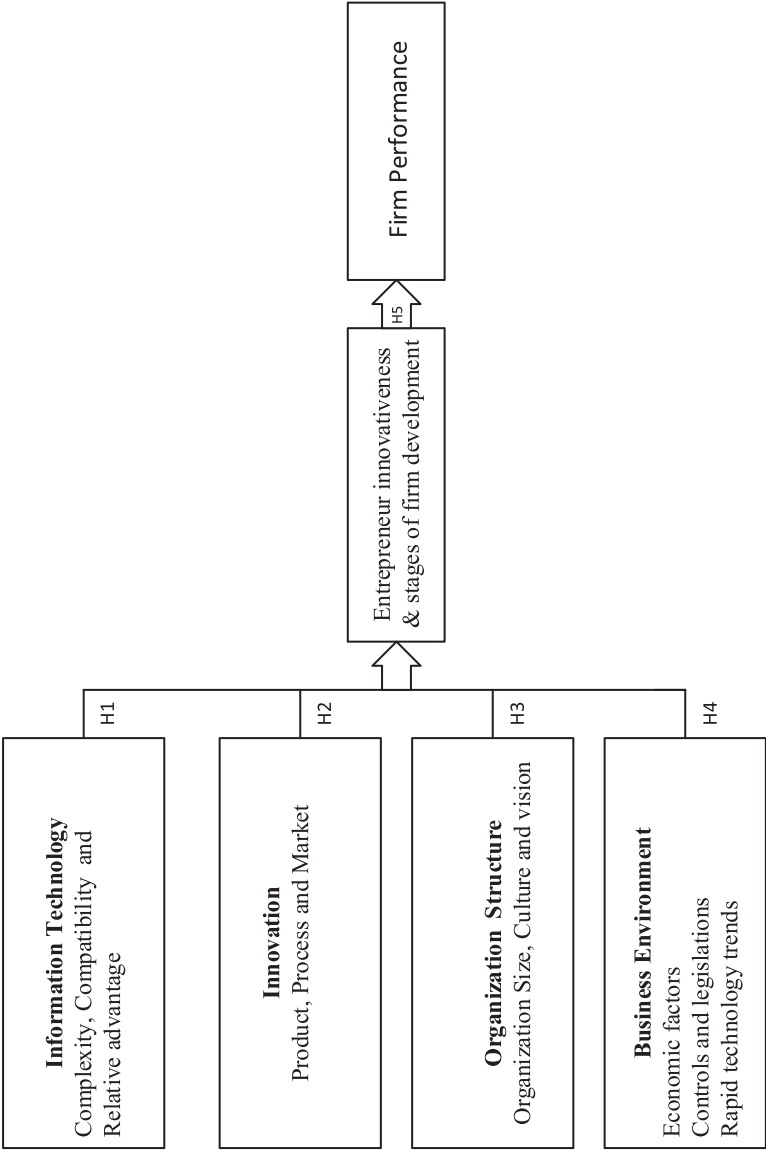 Information Technology
Complexity, Compatibility and
Relative advantage
H1
Innovation
Product, Process and Market
H2
Organization Structure
Organization Size, Culture and vision
H3
Business Environment
Economic factors
Controls and legislations
Rapid technology trends
H4
Entrepreneur innovativeness
& stages of firm development
H5
Firm Performance